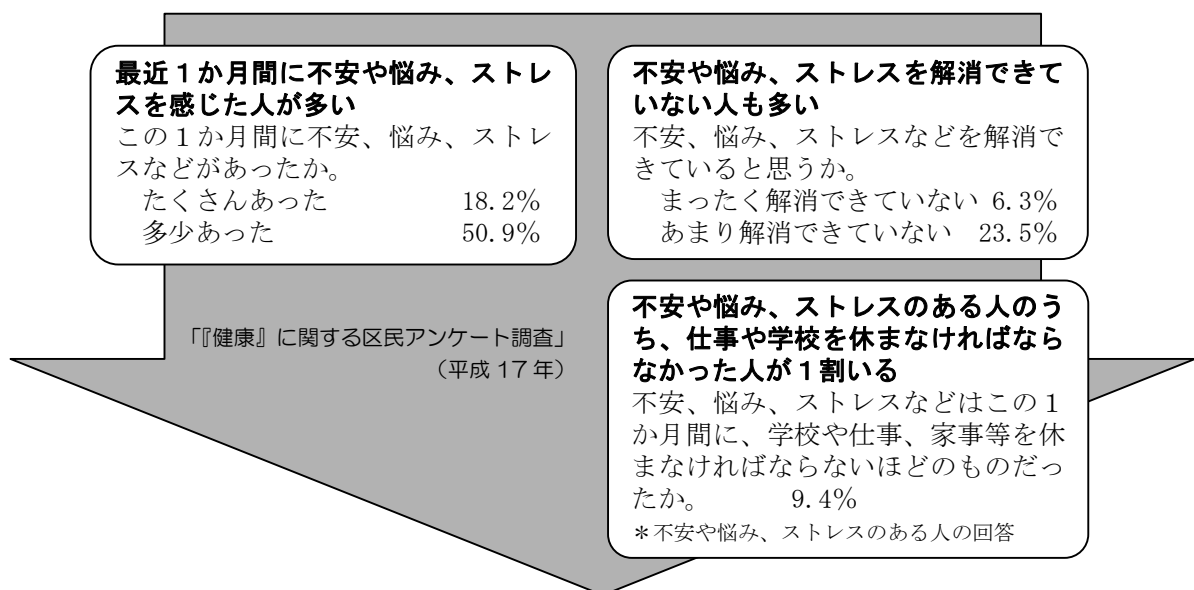 最近１か月間に不安や悩み、ストレ
スを感じた人が多い
この１か月間に不安、悩み、ストレ
スなどがあったか。
たくさんあった 18.2%
多少あった 50.9%
不安や悩み、ストレスを解消できて
いない人も多い
不安、悩み、ストレスなどを解消で
きていると思うか。
まったく解消できていない 6.3%
あまり解消できていない 23.5%
「『健康』に関する区民アンケート調査」
（平成 17 年）
不安や悩み、ストレスのある人のう
ち、仕事や学校を休まなければなら
なかった人が１割いる
不安、悩み、ストレスなどはこの１
か月間に、学校や仕事、家事等を休
まなければならないほどのものだっ
たか。 9.4%
＊不安や悩み、ストレスのある人の回答